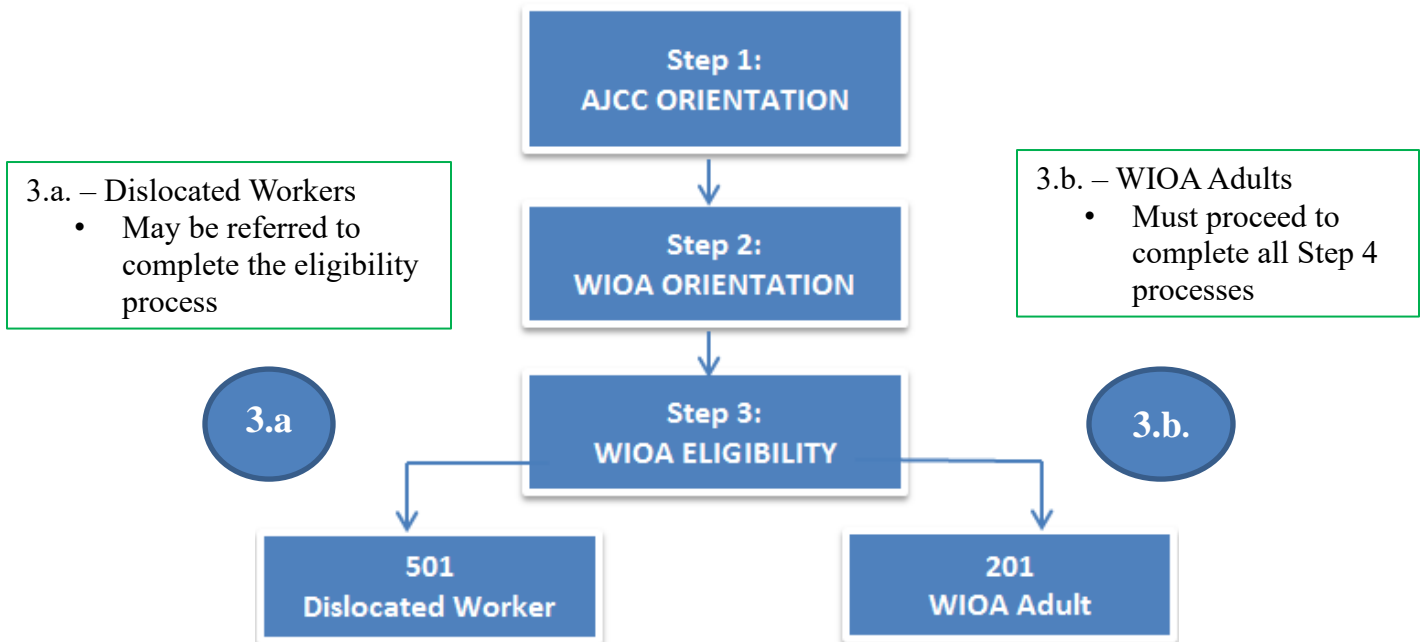 Step 1:
AJCC ORIENTATION
3.a. – Dislocated Workers
• May be referred to
complete the eligibility
process
3.b. – WIOA Adults
• Must proceed to
complete all Step 4
processes
Step 2:
WIOA ORIENTATION
3.a
Step 3:
WIOA ELIGIBILITY
3.b.
501
Dislocated Worker
201
WIOA Adult